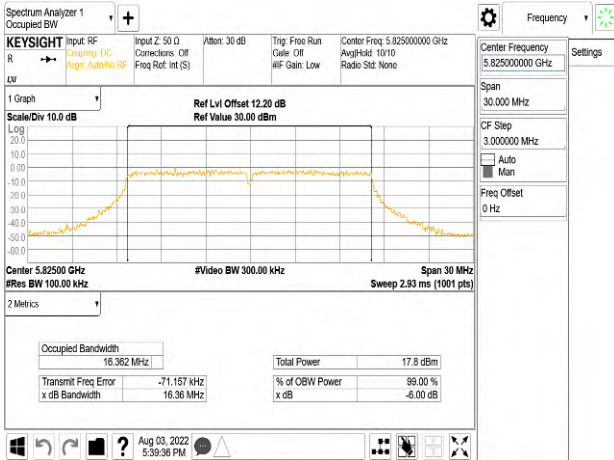 Spectrum Analyzer 1
Occupied BW
KEYSIGHT
R
LXI
Input: RF
Coupling: DC
Align: Auto/No RF
Input Z: 50 Ω
Corrections: Off
Freq Ref: Int (S)
Atten: 30 dB
Trig: Free Run
Gate: Off
#IF Gain: Low
Center Freq: 5.825000000 GHz
Avg|Hold: 10/10
Radio Std: None
1 Graph
Scale/Div 10.0 dB
Ref Lvl Offset 12.20 dB
Ref Value 30.00 dBm
Log
20.0
10.0
0.00
-10.0
-20.0
-30.0
-40.0
-50.0
-60.0
Center 5.82500 GHz
#Video BW 300.00 kHz
Span 30 MHz
#Res BW 100.00 kHz
Sweep 2.93 ms (1001 pts)
2 Metrics
Occupied Bandwidth
16.362 MHz
Total Power 17.8 dBm
Transmit Freq Error -71.157 kHz
% of OBW Power 99.00 %
x dB Bandwidth 16.36 MHz
x dB -6.00 dB
?
Aug 03, 2022
5:39:36 PM
Frequency
Center Frequency
5.825000000 GHz
Settings
Span
30.000 MHz
CF Step
3.000000 MHz
Auto
Man
Freq Offset
0 Hz